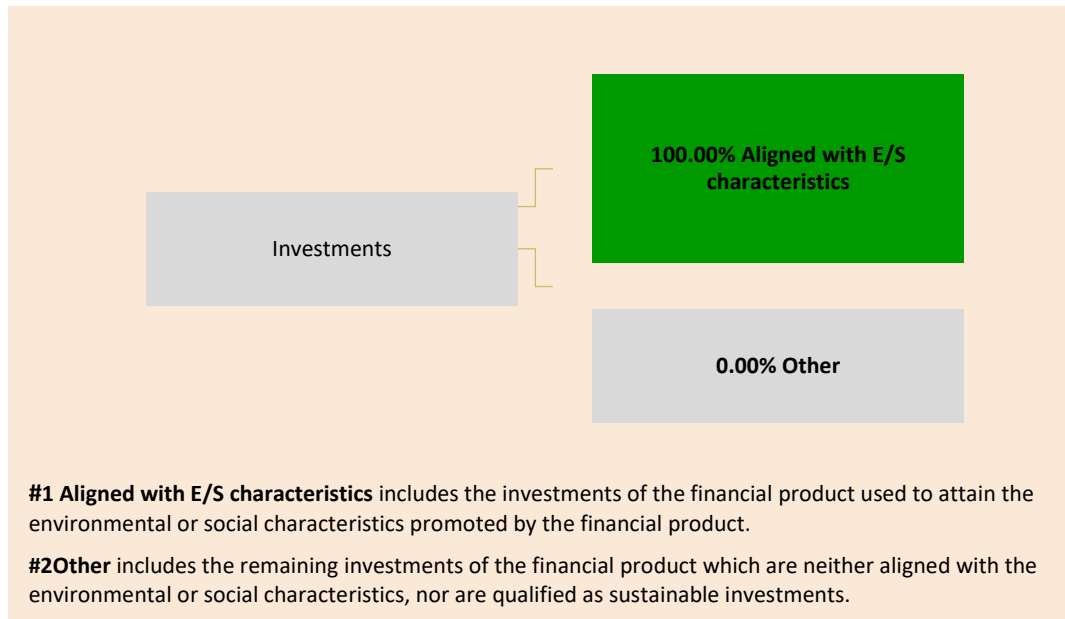 100.00% Aligned with E/S
characteristics
Investments
0.00% Other
#1 Aligned with E/S characteristics includes the investments of the financial product used to attain the
environmental or social characteristics promoted by the financial product.
#2Other includes the remaining investments of the financial product which are neither aligned with the
environmental or social characteristics, nor are qualified as sustainable investments.